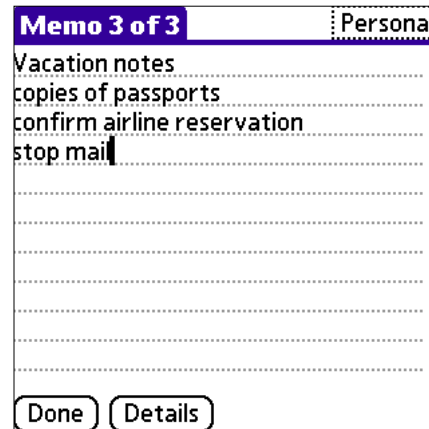 Memo 3 of 3 Persona
Vacation notes
copies of passports
confirm airline reservation
stop mail
Done Details